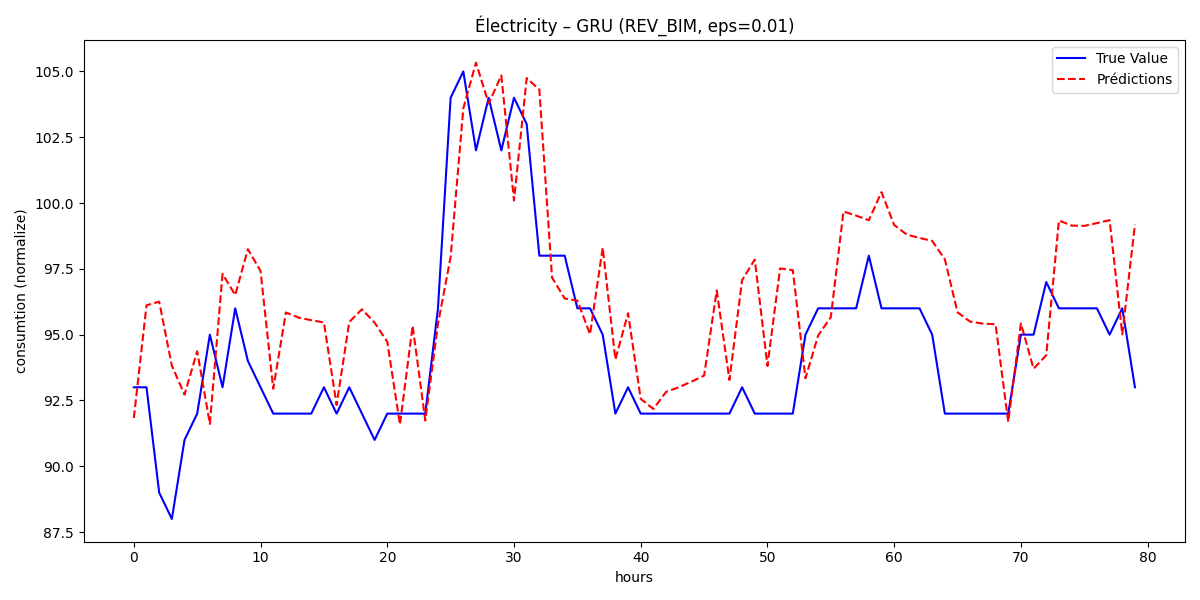 Électricity – GRU (REV_BIM, eps=0.01)
True Value
Prédictions
consumtion (normalize)
105.0
102.5
100.0
97.5
95.0
92.5
90.0
87.5
0 10 20 30 40 50 60 70 80
hours